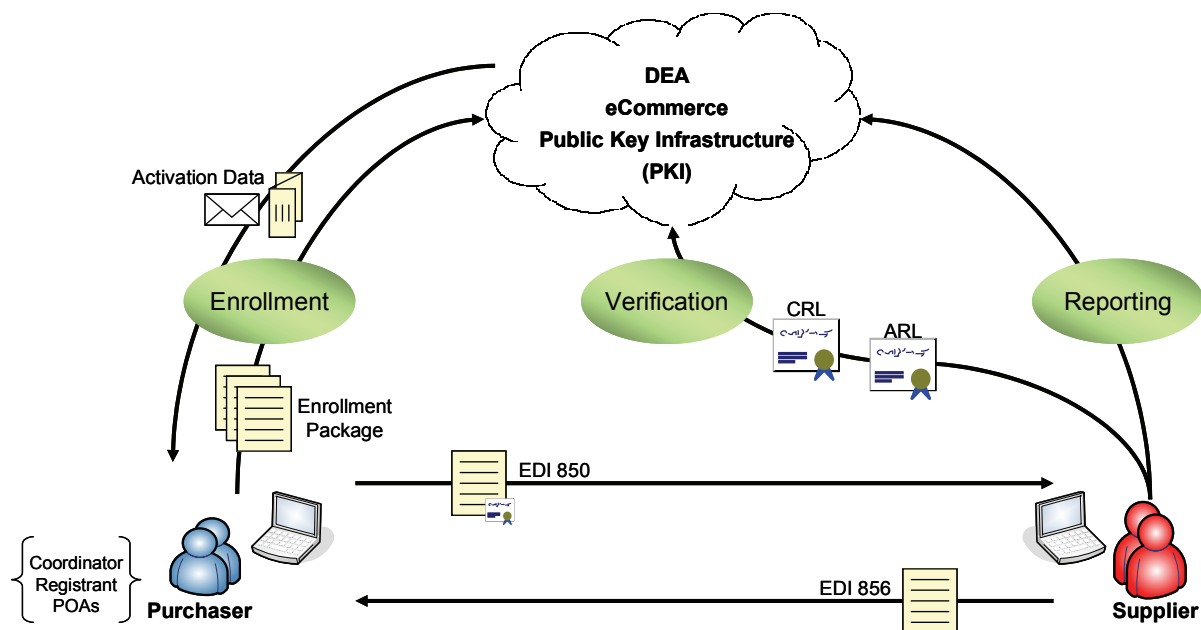 DEA
eCommerce
Public Key Infrastructure
(PKI)
Activation Data
Enrollment
Verification
Reporting
CRL
ARL
Enrollment
Package
EDI 850
Coordinator
Registrant
POAs
Purchaser
EDI 856
Supplier